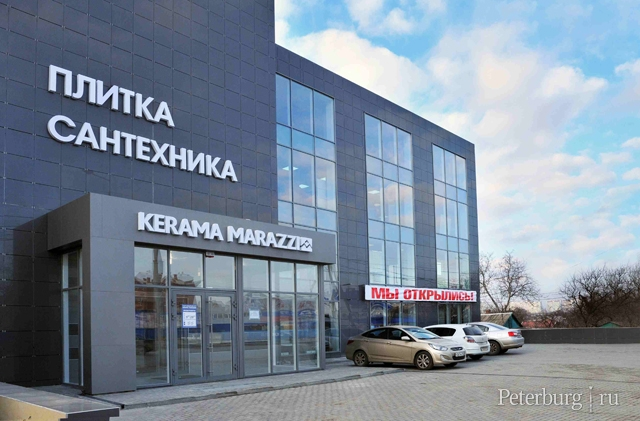 ПЛИТКА
САНТЕХНИКА
KERAMA MARAZZI
МЫ ОТКРЫЛИСЬ!
Peterburg | ru